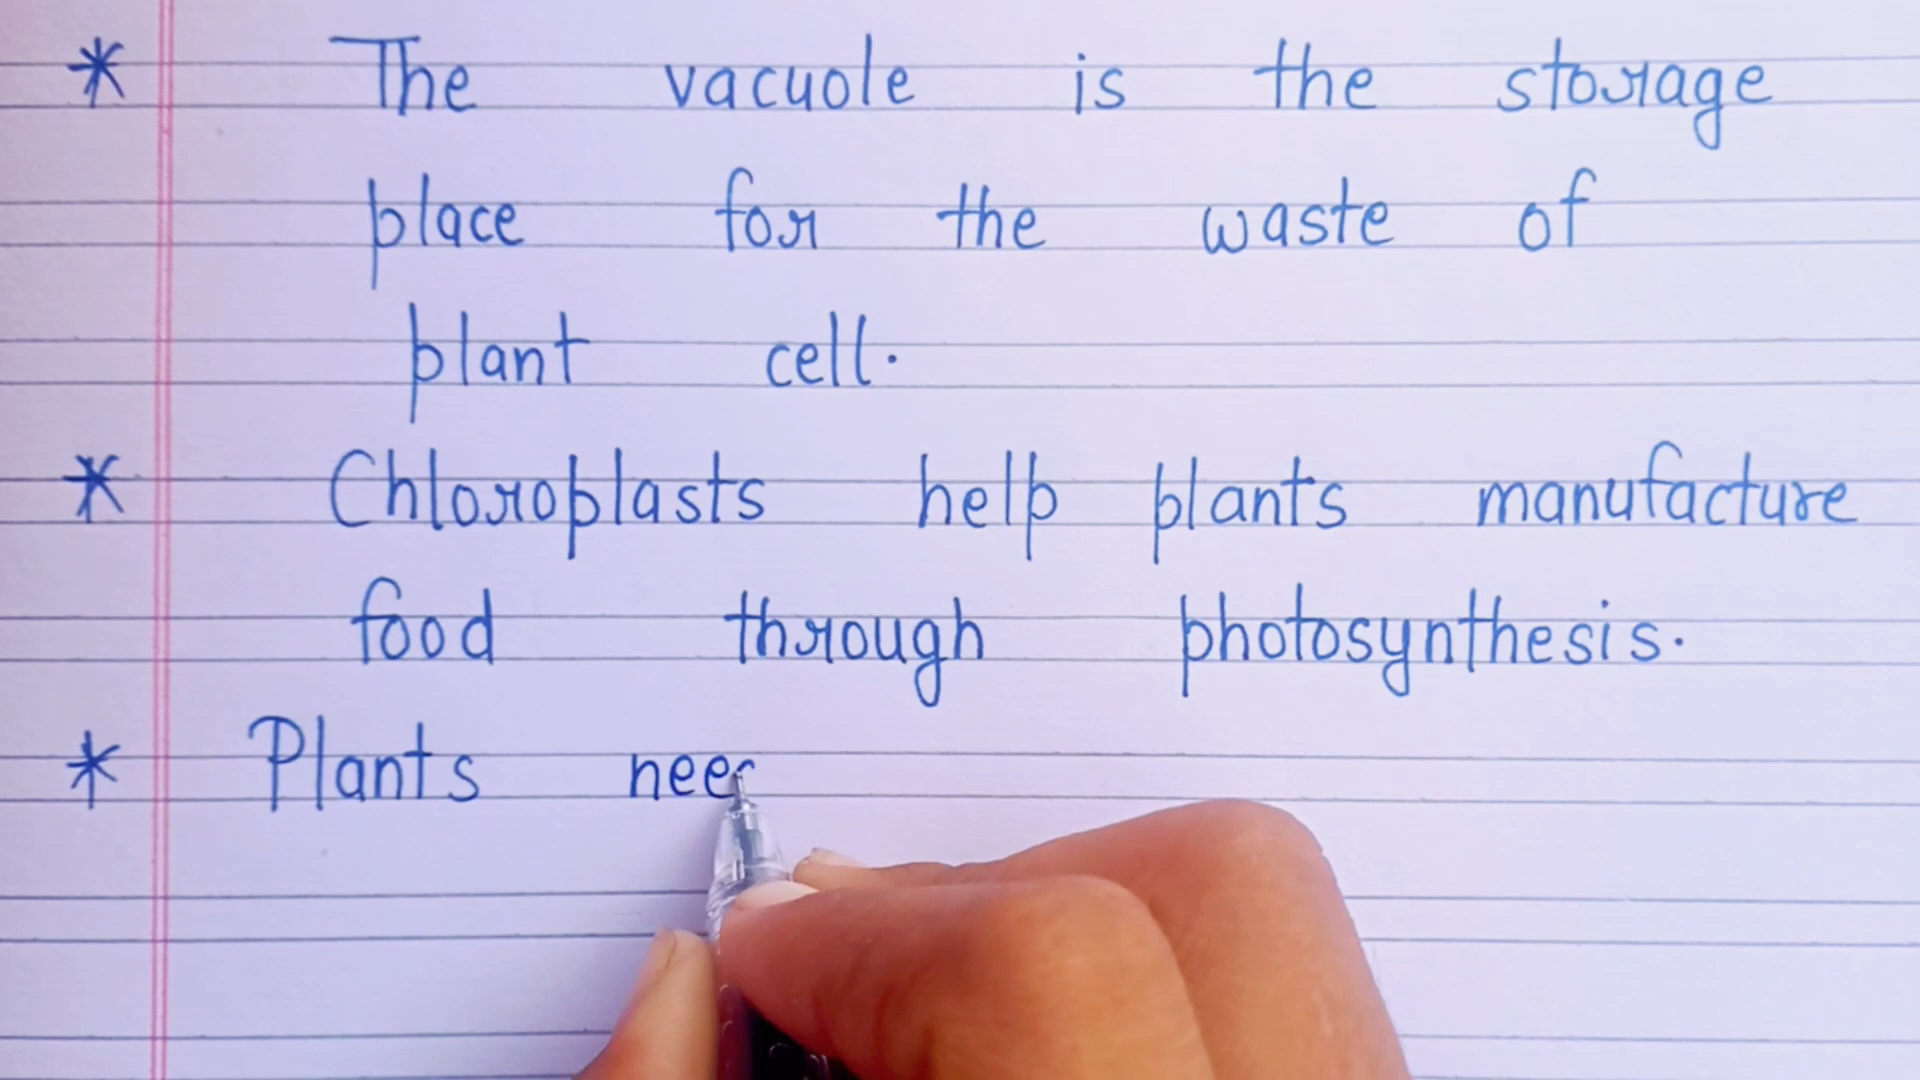 * The vacuole is the storage
place for the waste of
plant cell.
* Chloroplasts help plants manufacture
food through photosynthesis.
* Plants nee